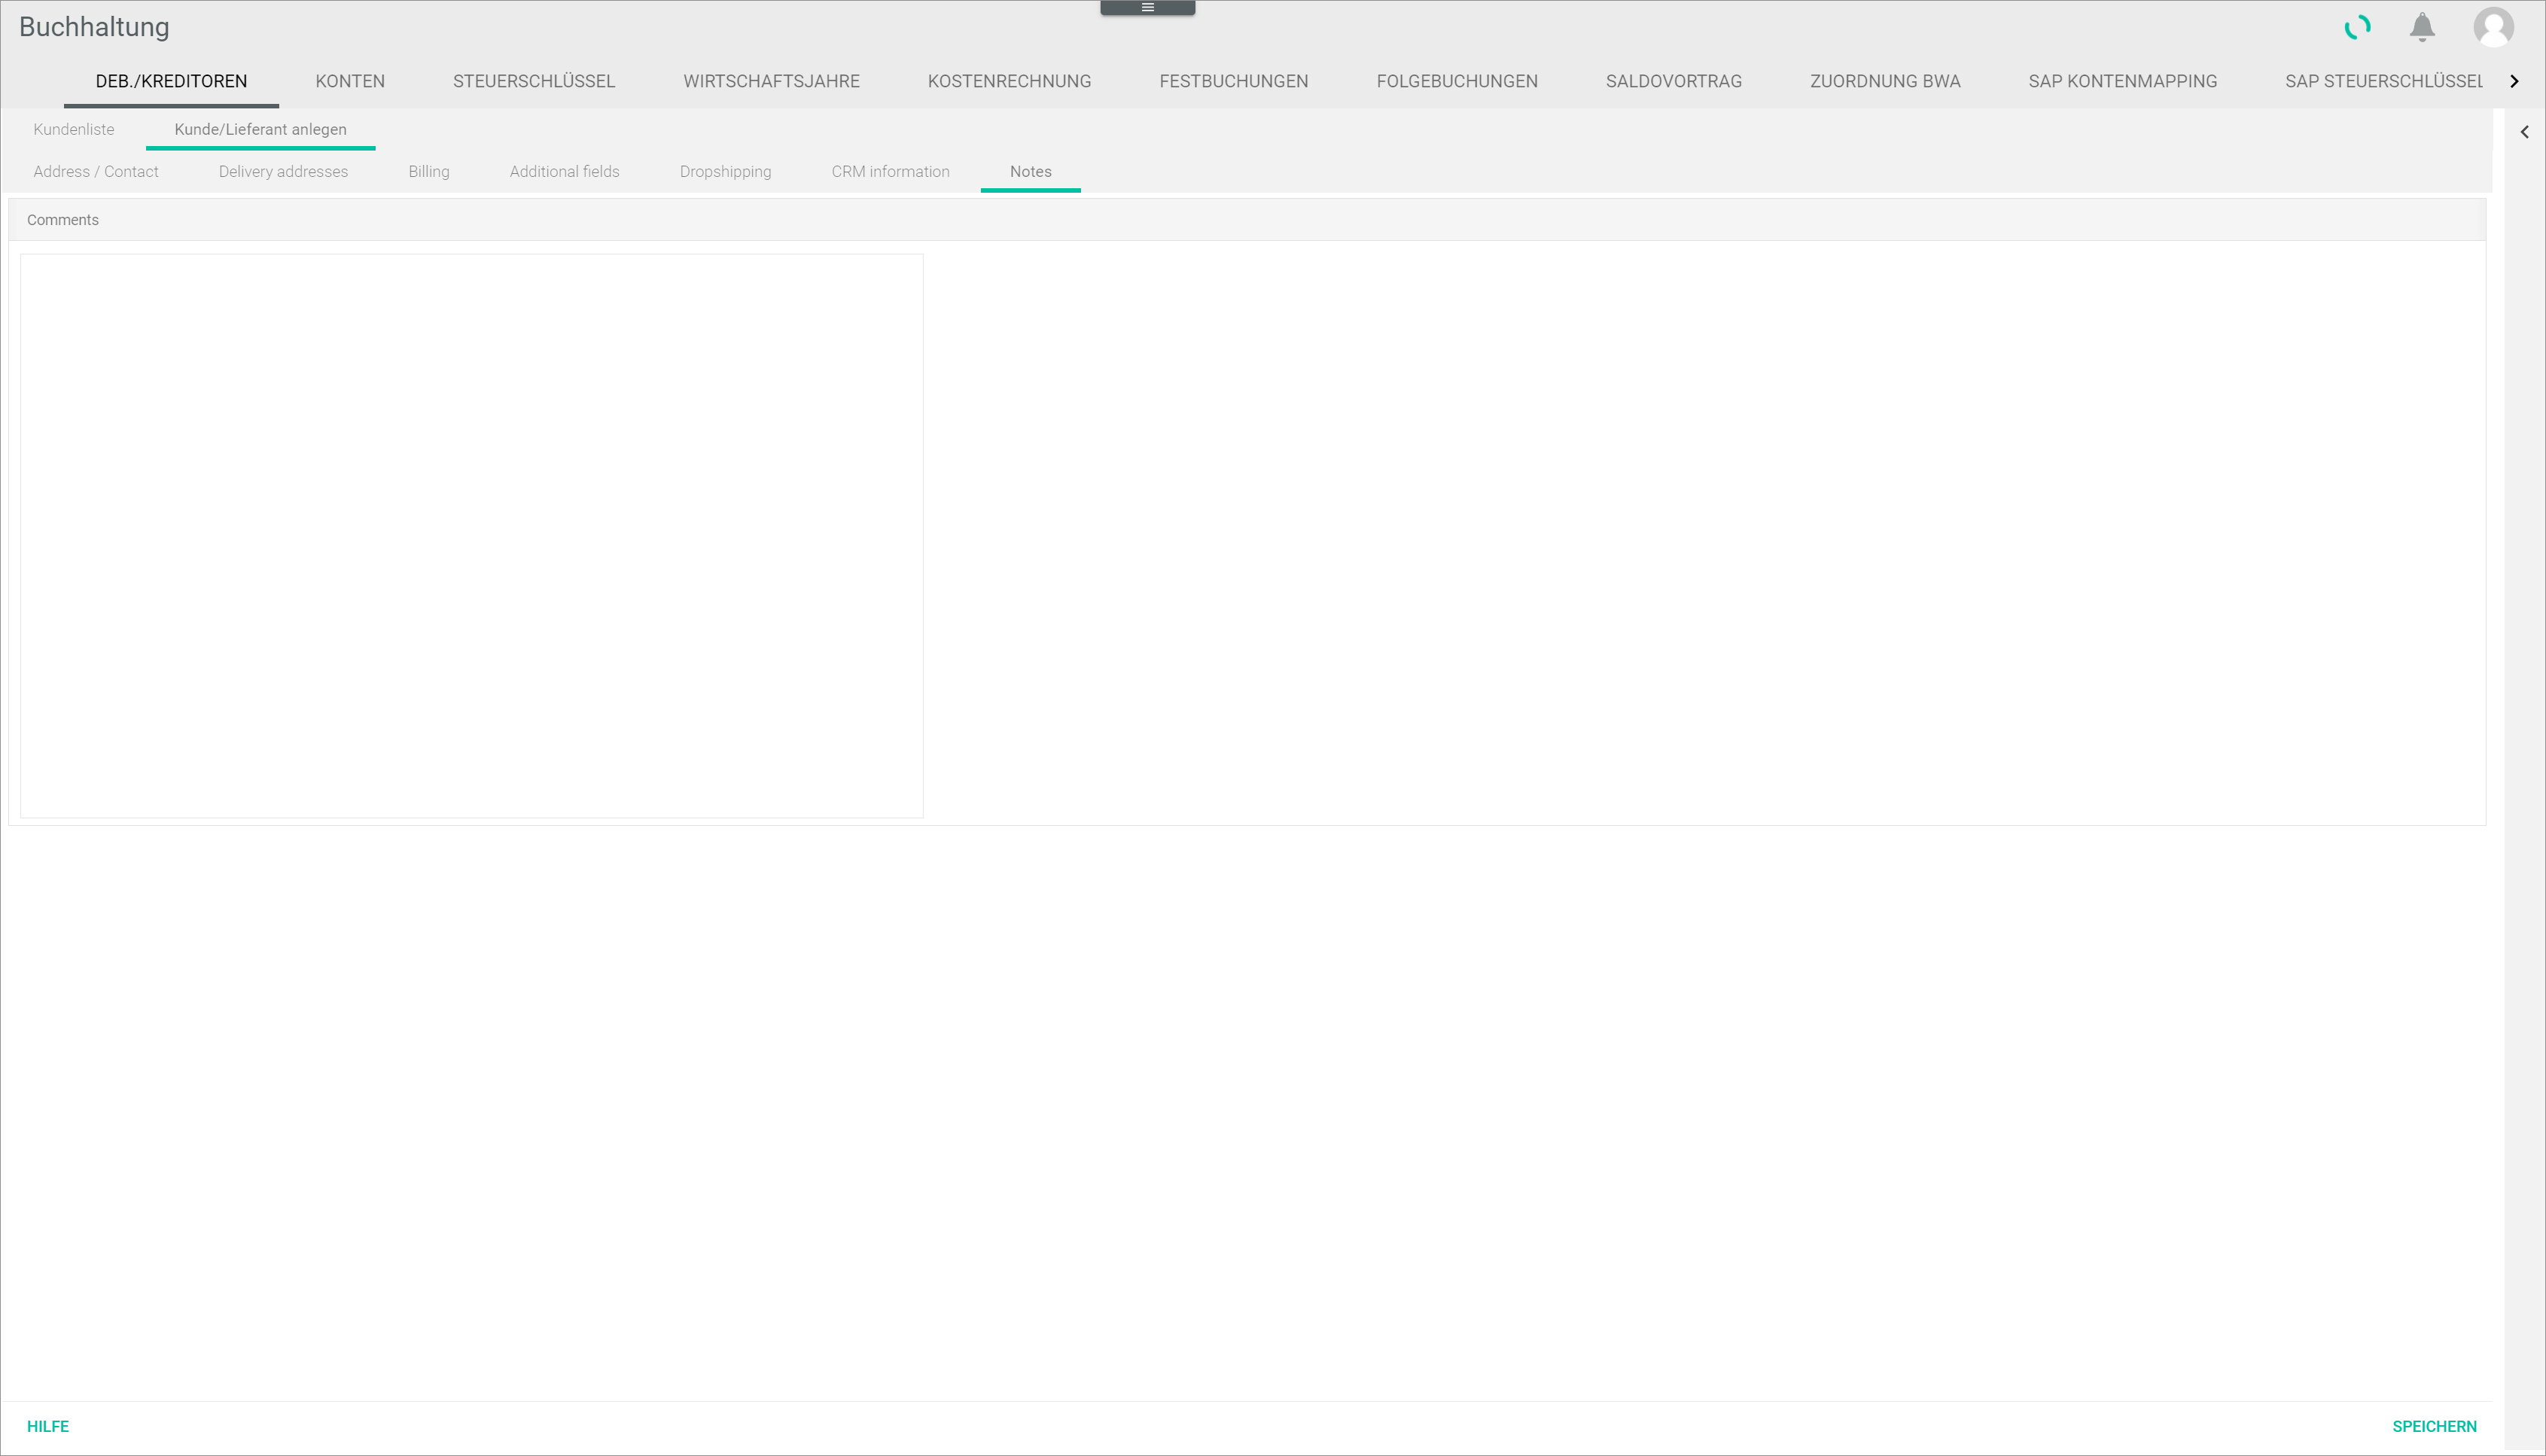 Buchhaltung
DEB./KREDITOREN KONTEN STEUERSCHLÜSSEL WIRTSCHAFTSJAHRE KOSTENRECHNUNG FESTBUCHUNGEN FOLGEBUCHUNGEN SALDOVORTRAG ZUORDNUNG BWA SAP KONTENMAPPING SAP STEUERSCHLÜSSEL
Kundenliste Kunde/Lieferant anlegen
Address / Contact Delivery addresses Billing Additional fields Dropshipping CRM information Notes
Comments
HILFE SPEICHERN